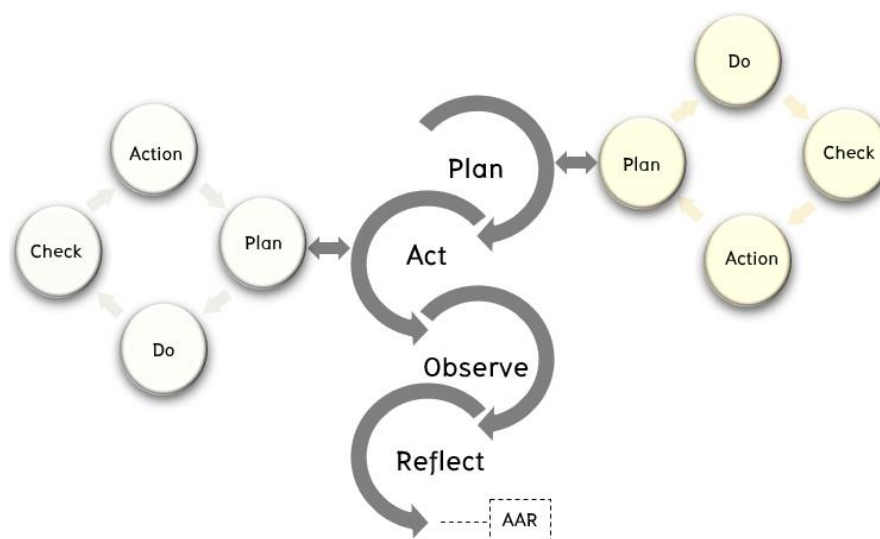 Do
Plan
Check
Action
Action
Plan
Check
Do
Plan
Act
Observe
Reflect
AAR